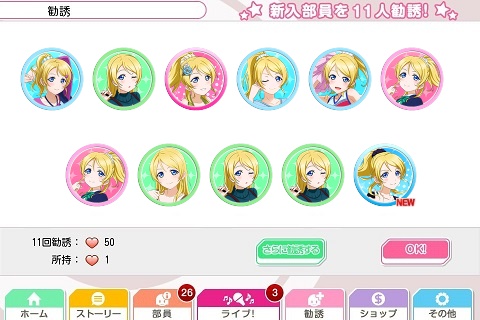 勧誘
新入部員を11人勧誘!
NEW
11回勧誘: 50
所持: 1
さらに勧誘する
OK!
26
3
ホーム
ストーリー
部員
ライブ!
勧誘
ショップ
その他